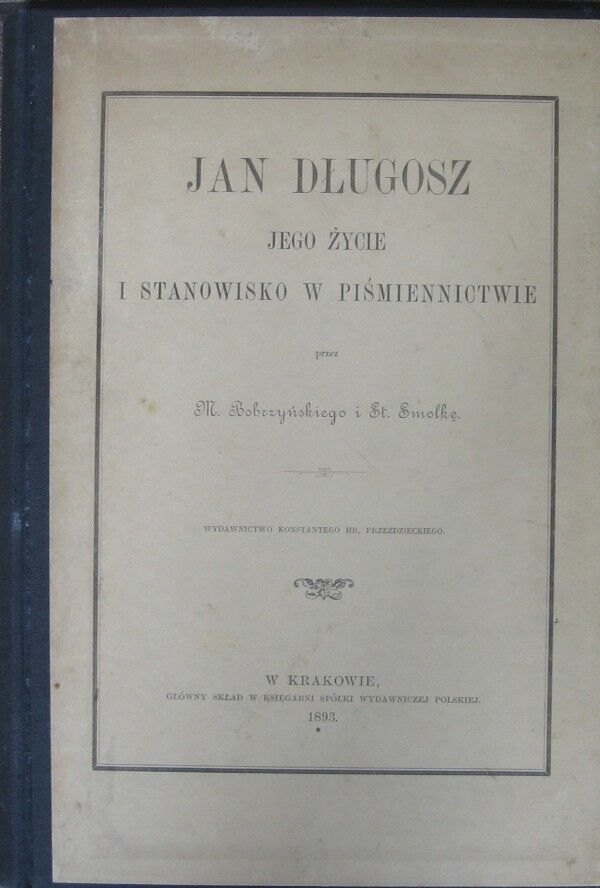 JAN DŁUGOSZ
JEGO ŻYCIE
I STANOWISKO W PIŚMIENNICTWIE
przez
M. Bobrzyńskiego i St. Smolkę.
WYDAWNICTWO KONSTANTEGO HR. PRZEZDZIECKIEGO.
W KRAKOWIE,
GŁÓWNY SKŁAD W KSIĘGARNI SPÓŁKI WYDAWNICZEJ POLSKIEJ.
1893.